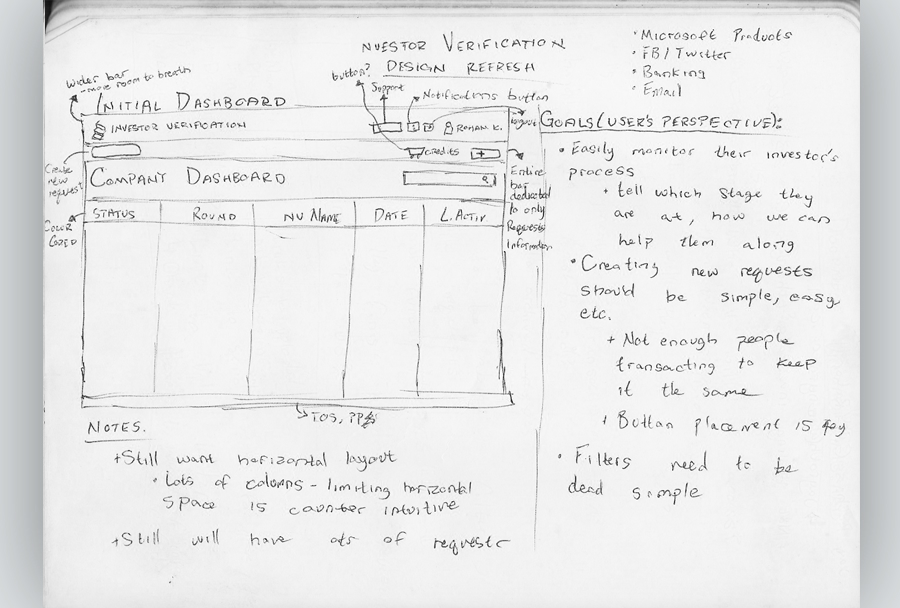 NVESTOR VERIFICATION
DESIGN REFRESH
· Microsoft Products
· FB/Twitter
· Banking
· Email
Wider bar
- more room to breath
button?
Support
Notifications button
INITIAL DASHBOARD
logout
INVESTOR VERIFICATION
ROMAN K.
Credits
+
Create
new
request
COMPANY DASHBOARD
Entire
bar
dedicated
to only
Requests
Information
COLOR
CODED
STATUS
ROUND
NV NAME
DATE
L. ACTIV
TOS, PP
NOTES.
+Still want horizontal layout
· Lots of columns - limiting horizontal
space is counter intuitive
+Still will have ots of requests
GOALS(USER'S PERSPECTIVE):
· Easily monitor their investor's
process
+ tell which stage they
are at, how we can
help them along
· Creating new requests
should be simple, easy
etc.
+ Not enough people
transacting to keep
it the same
+ Button placement is key
· Filters need to be
dead simple